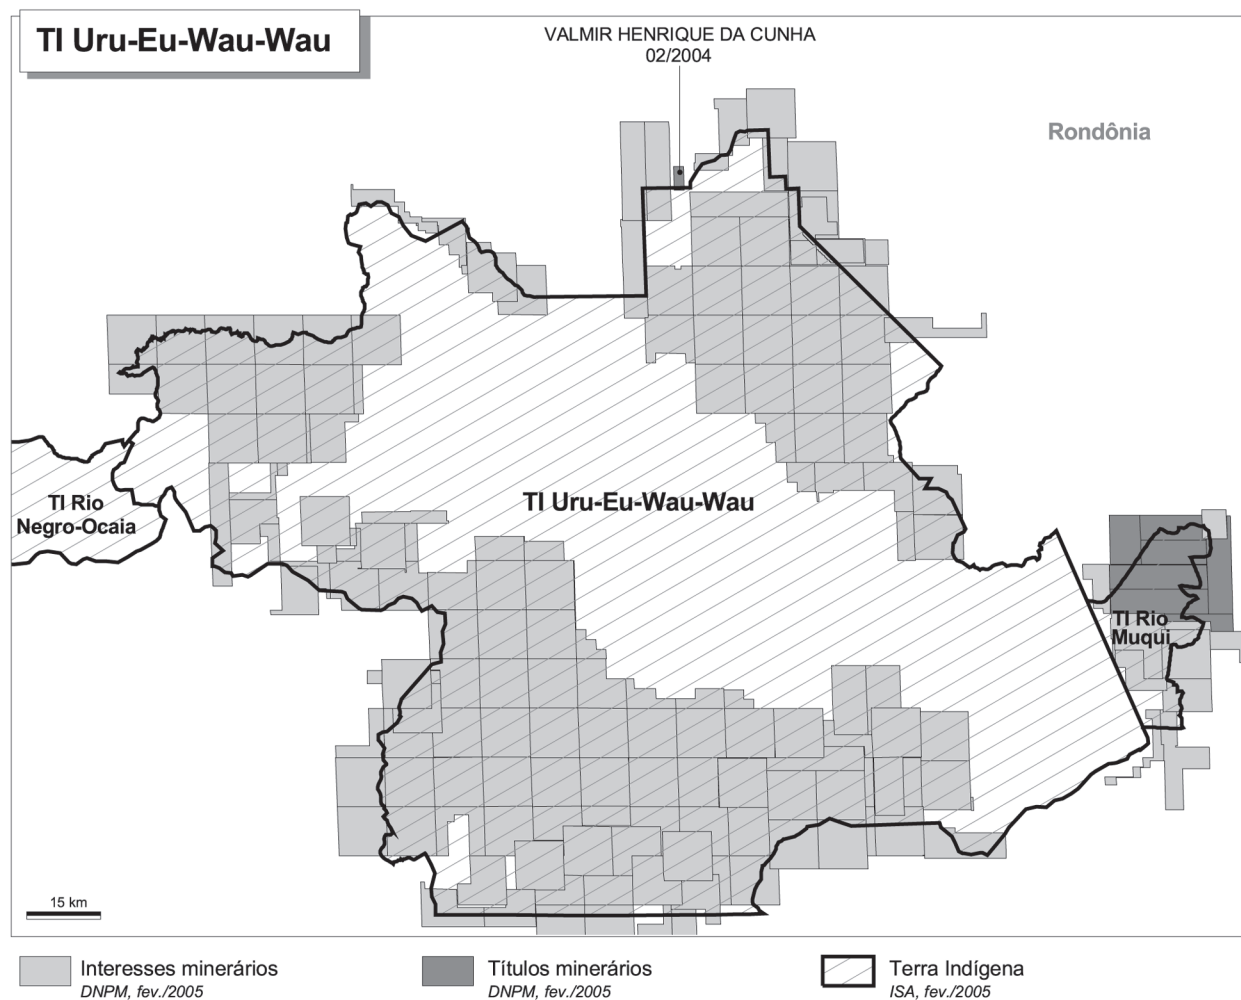 TI Uru-Eu-Wau-Wau
VALMIR HENRIQUE DA CUNHA
02/2004
Rondônia
TI Rio
Negro-Ocaia
TI Uru-Eu-Wau-Wau
TI Rio
Muqui
15 km
Interesses minerários
DNPM, fev./2005
Títulos minerários
DNPM, fev./2005
Terra Indígena
ISA, fev./2005